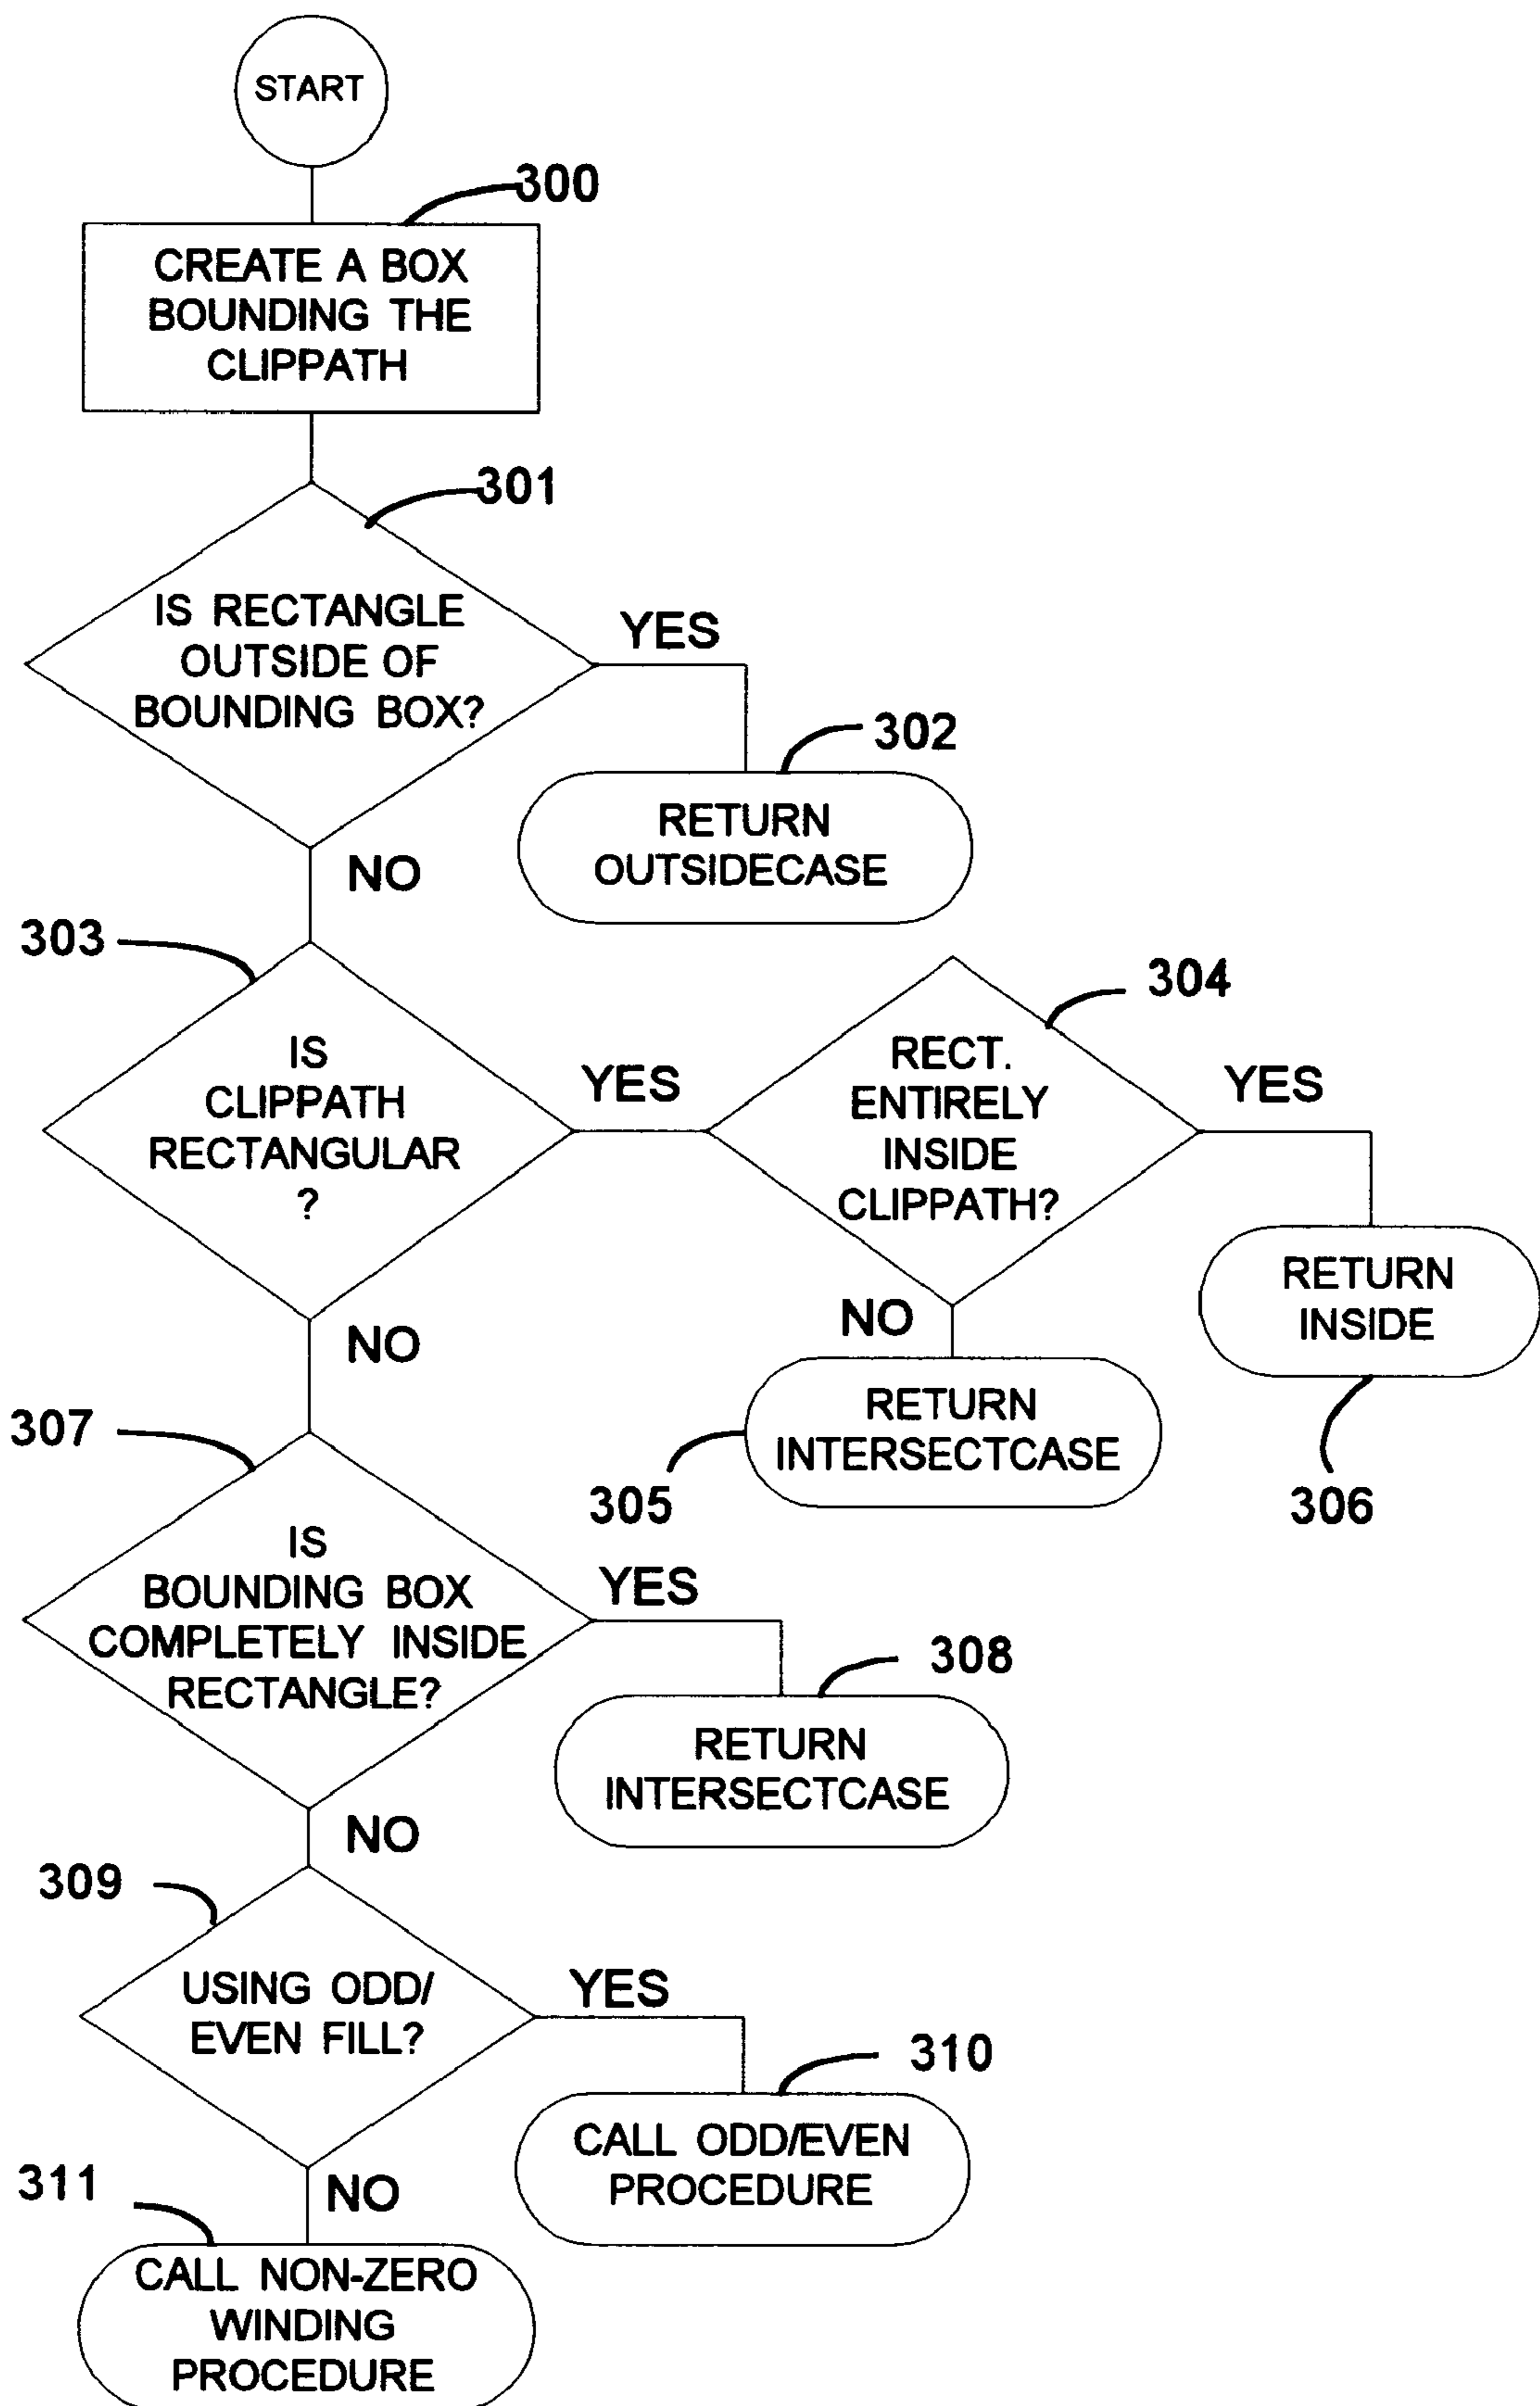 START
300
CREATE A BOX
BOUNDING THE
CLIPPATH
301
IS RECTANGLE
OUTSIDE OF
BOUNDING BOX?
YES
302
RETURN
OUTSIDECASE
NO
303
IS
CLIPPATH
RECTANGULAR
?
YES
304
RECT.
ENTIRELY
INSIDE
CLIPPATH?
YES
RETURN
INSIDE
306
NO
RETURN
INTERSECTCASE
305
NO
307
IS
BOUNDING BOX
COMPLETELY INSIDE
RECTANGLE?
YES
308
RETURN
INTERSECTCASE
NO
309
USING ODD/
EVEN FILL?
YES
310
CALL ODD/EVEN
PROCEDURE
NO
311
CALL NON-ZERO
WINDING
PROCEDURE